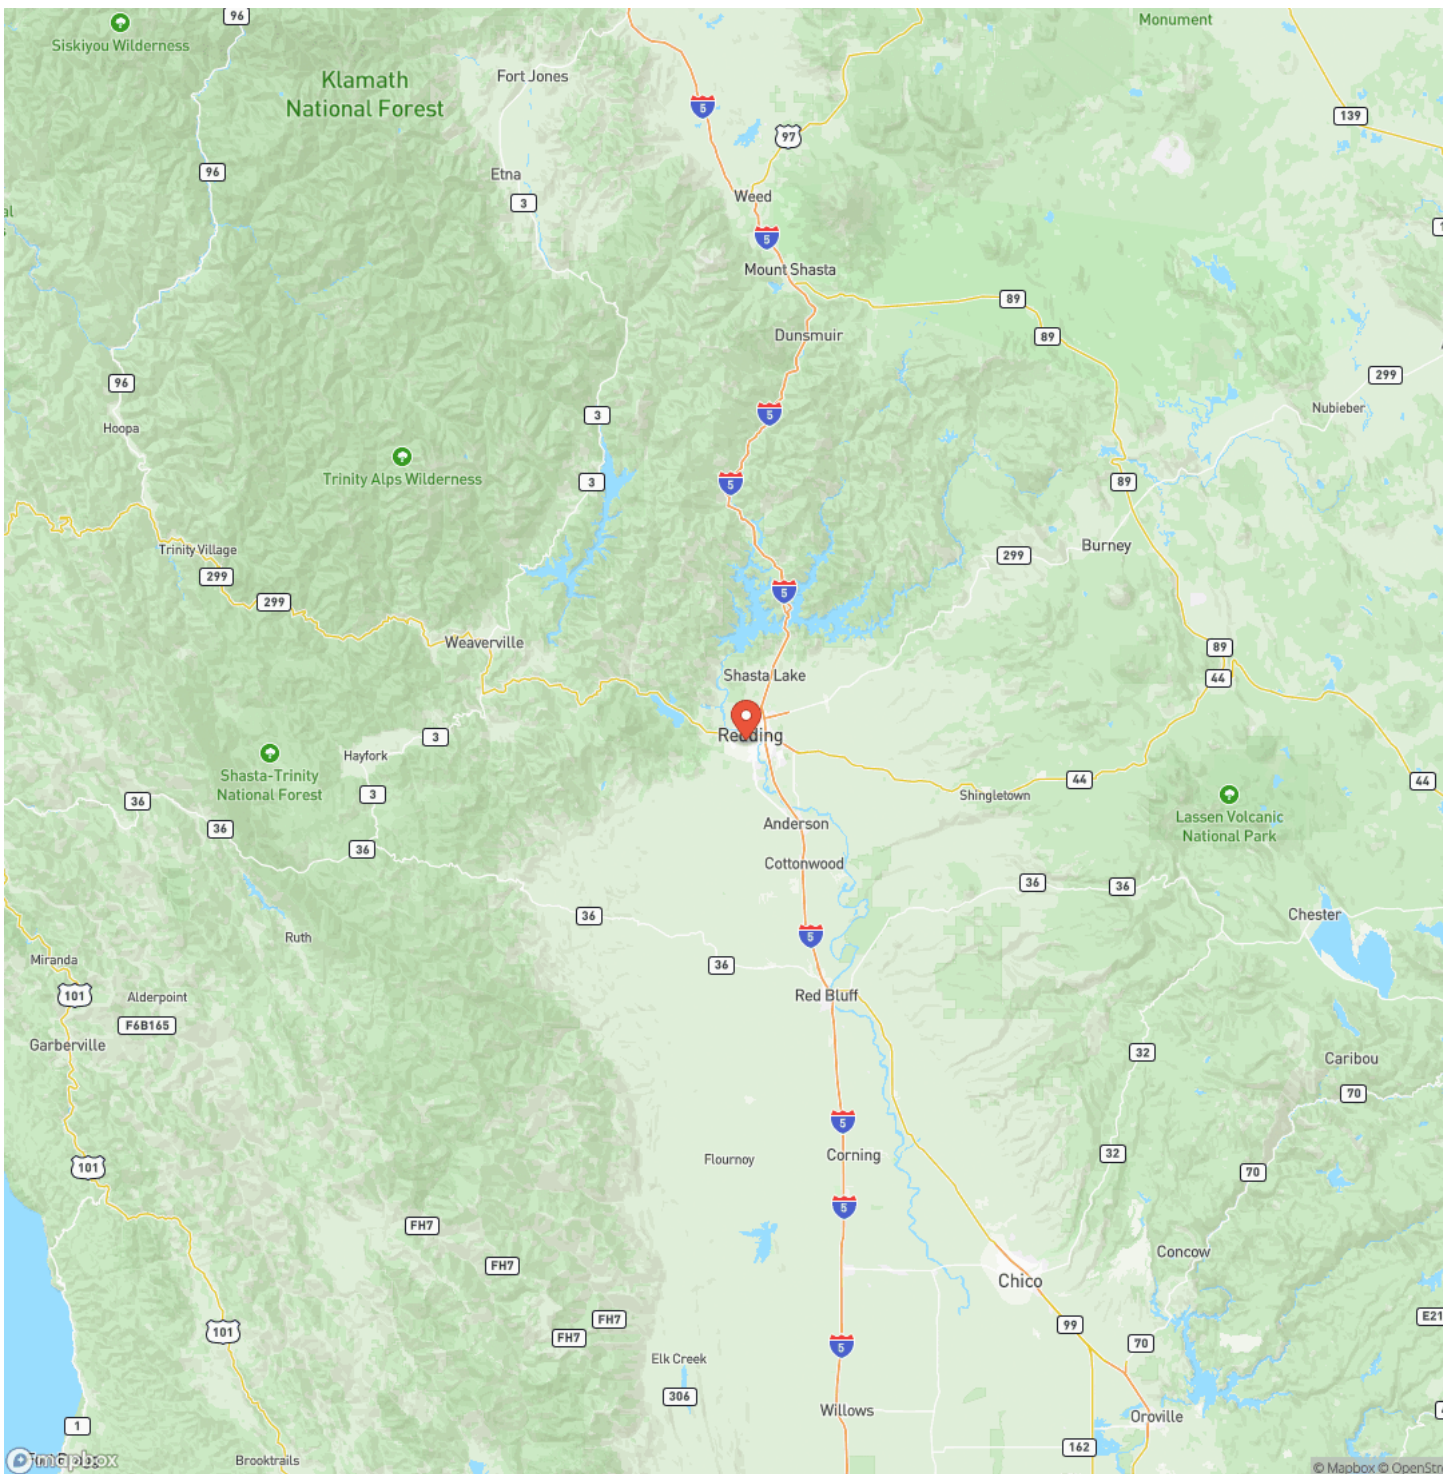 96
Monument
Siskiyou Wilderness
Klamath
National Forest
Fort Jones
5
139
97
96
Etna
3
Weed
5
Mount Shasta
89
Dunsmuir
89
299
96
Nubieber
3
5
Hoopa
Trinity Alps Wilderness
3
5
89
Burney
Trinity Village
299
299
5
299
Weaverville
89
Shasta Lake
44
Redding
3
Hayfork
Shasta-Trinity
National Forest
3
44
44
Shingletown
36
Lassen Volcanic
National Park
36
Anderson
36
Cottonwood
36
36
36
Chester
Ruth
5
Miranda
36
101
Alderpoint
Red Bluff
F6B165
Garberville
32
Caribou
70
5
32
101
Flournoy
Corning
70
5
FH7
Concow
FH7
Chico
FH7
99
E21
101
FH7
5
70
Elk Creek
306
Willows
Oroville
1
162
mapbox
Brooktrails
© Mapbox © OpenStr